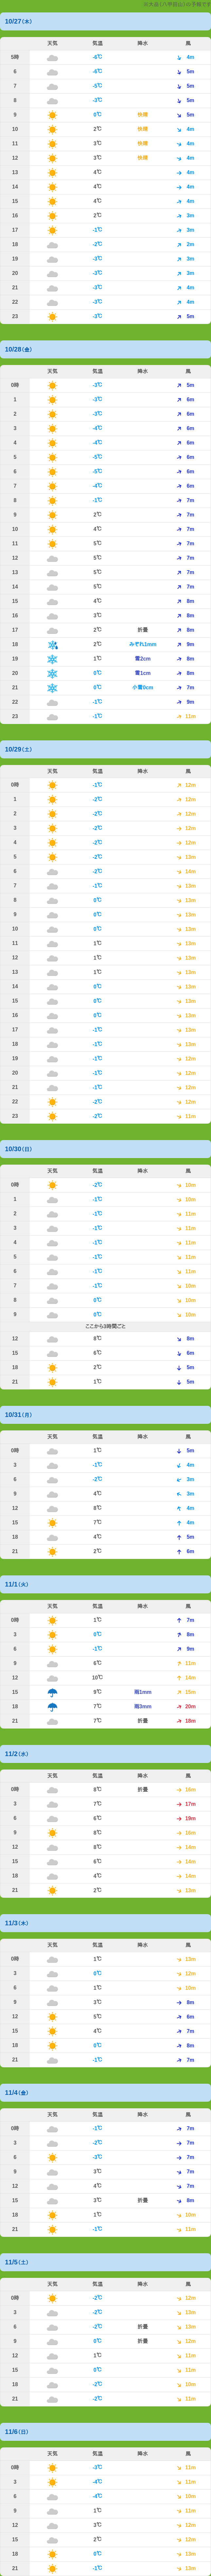 10/27(木)
天気 気温 降水 風
5時 -6℃ 4m
6 -6℃ 5m
7 -5℃ 5m
8 -3℃ 5m
9 0℃ 快晴 5m
10 2℃ 快晴 4m
11 3℃ 快晴 4m
12 3℃ 快晴 4m
13 4℃ 4m
14 4℃ 4m
15 4℃ 4m
16 2℃ 3m
17 -1℃ 3m
18 -2℃ 2m
19 -3℃ 3m
20 -3℃ 3m
21 -3℃ 4m
22 -3℃ 4m
23 -3℃ 5m
10/28(金)
天気 気温 降水 風
0時 -3℃ 5m
1 -3℃ 6m
2 -3℃ 6m
3 -4℃ 6m
4 -4℃ 6m
5 -5℃ 6m
6 -5℃ 6m
7 -4℃ 6m
8 -1℃ 7m
9 2℃ 7m
10 4℃ 7m
11 5℃ 7m
12 5℃ 7m
13 5℃ 7m
14 5℃ 7m
15 4℃ 8m
16 3℃ 8m
17 2℃ 折畳 8m
18 2℃ みぞれ1mm 9m
19 1℃ 雪2cm 8m
20 0℃ 雪1cm 8m
21 0℃ 小雪0cm 7m
22 -1℃ 9m
23 -1℃ 11m
10/29(土)
天気 気温 降水 風
0時 -1℃ 12m
1 -2℃ 12m
2 -2℃ 12m
3 -2℃ 12m
4 -2℃ 12m
5 -2℃ 13m
6 -2℃ 14m
7 -1℃ 13m
8 0℃ 13m
9 0℃ 13m
10 0℃ 13m
11 1℃ 13m
12 1℃ 13m
13 1℃ 13m
14 0℃ 13m
15 0℃ 13m
16 0℃ 13m
17 -1℃ 13m
18 -1℃ 13m
19 -1℃ 12m
20 -1℃ 12m
21 -1℃ 12m
22 -2℃ 12m
23 -2℃ 11m
10/30(日)
天気 気温 降水 風
0時 -2℃ 10m
1 -1℃ 10m
2 -1℃ 11m
3 -1℃ 11m
4 -1℃ 11m
5 -1℃ 11m
6 -1℃ 11m
7 -1℃ 10m
8 0℃ 10m
9 0℃ 10m
ここから3時間ごと
12 8℃ 8m
15 6℃ 6m
18 2℃ 5m
21 1℃ 5m
10/31(月)
天気 気温 降水 風
0時 1℃ 5m
3 -1℃ 4m
6 -2℃ 3m
9 4℃ 3m
12 8℃ 4m
15 7℃ 4m
18 4℃ 5m
21 2℃ 6m
11/1(火)
天気 気温 降水 風
0時 1℃ 7m
3 0℃ 8m
6 -1℃ 9m
9 6℃ 11m
12 10℃ 14m
15 9℃ 雨1mm 15m
18 7℃ 雨3mm 20m
21 7℃ 折畳 18m
11/2(水)
天気 気温 降水 風
0時 8℃ 折畳 16m
3 7℃ 17m
6 6℃ 19m
9 8℃ 16m
12 8℃ 14m
15 6℃ 14m
18 4℃ 14m
21 2℃ 13m
11/3(木)
天気 気温 降水 風
0時 1℃ 13m
3 0℃ 12m
6 1℃ 10m
9 3℃ 8m
12 5℃ 6m
15 4℃ 7m
18 0℃ 8m
21 -1℃ 7m
11/4(金)
天気 気温 降水 風
0時 -1℃ 7m
3 -2℃ 7m
6 -3℃ 7m
9 3℃ 7m
12 4℃ 7m
15 3℃ 折畳 8m
18 1℃ 10m
21 -1℃ 11m
11/5(土)
天気 気温 降水 風
0時 -2℃ 12m
3 -2℃ 13m
6 -2℃ 折畳 13m
9 0℃ 折畳 12m
12 1℃ 11m
15 0℃ 11m
18 -2℃ 10m
21 -2℃ 11m
11/6(日)
天気 気温 降水 風
0時 -3℃ 11m
3 -4℃ 11m
6 -4℃ 10m
9 1℃ 11m
12 3℃ 12m
15 2℃ 12m
18 0℃ 13m
21 -1℃ 13m